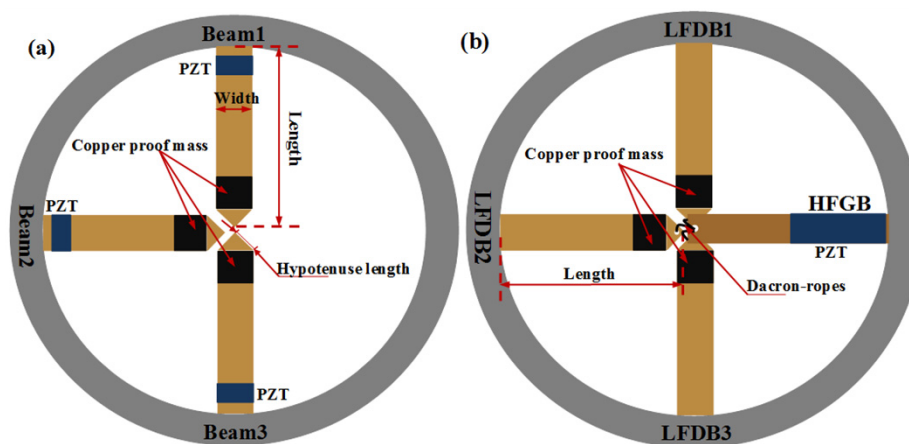 (a)
Beam1
PZT
Width
Length
Copper proof mass
PZT
Beam2
Hypotenuse length
PZT
Beam3
(b)
LFDB1
Copper proof mass
LFDB2
HFGB
PZT
Length
Dacron-ropes
LFDB3